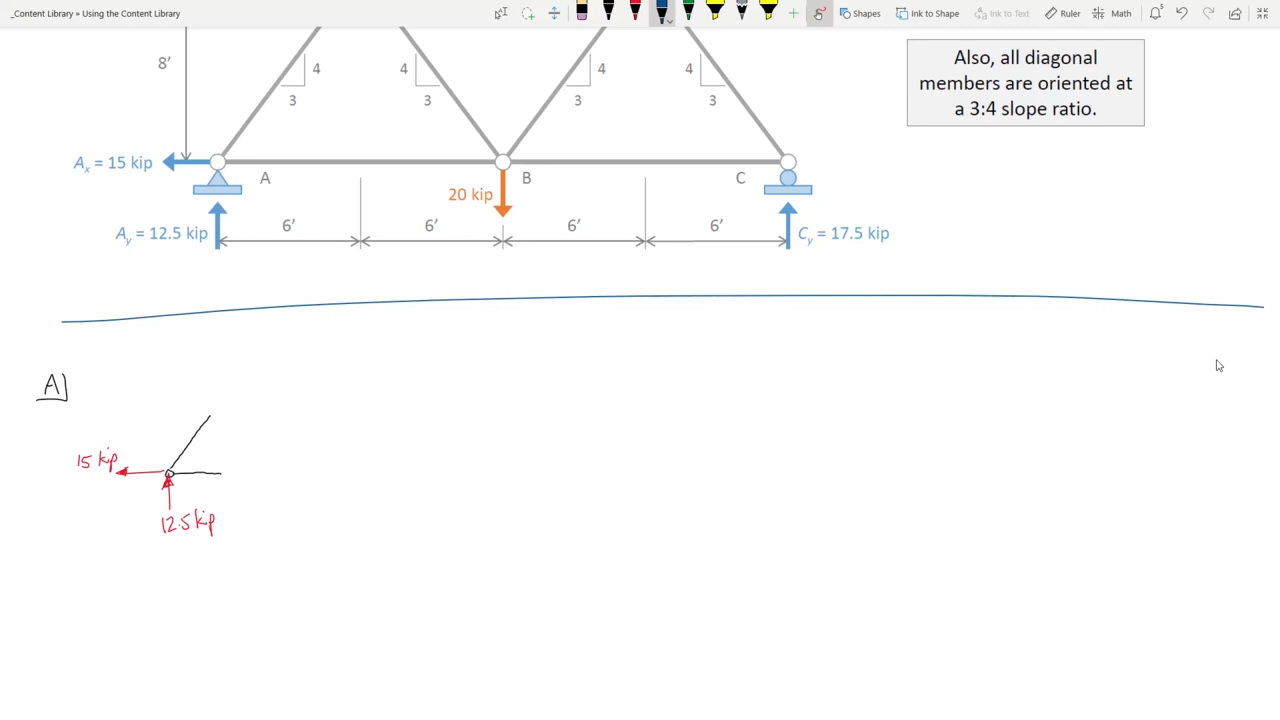 _Content Library » Using the Content Library
Shapes
Ink to Shape
Ink to Text
Ruler
Math
8’
4
3
4
3
4
3
4
3
Also, all diagonal
members are oriented at
a 3:4 slope ratio.
Ax = 15 kip
A
B
C
20 kip
Ay = 12.5 kip
6’
6’
6’
6’
Cy = 17.5 kip
A]
15 kip
12.5 kip